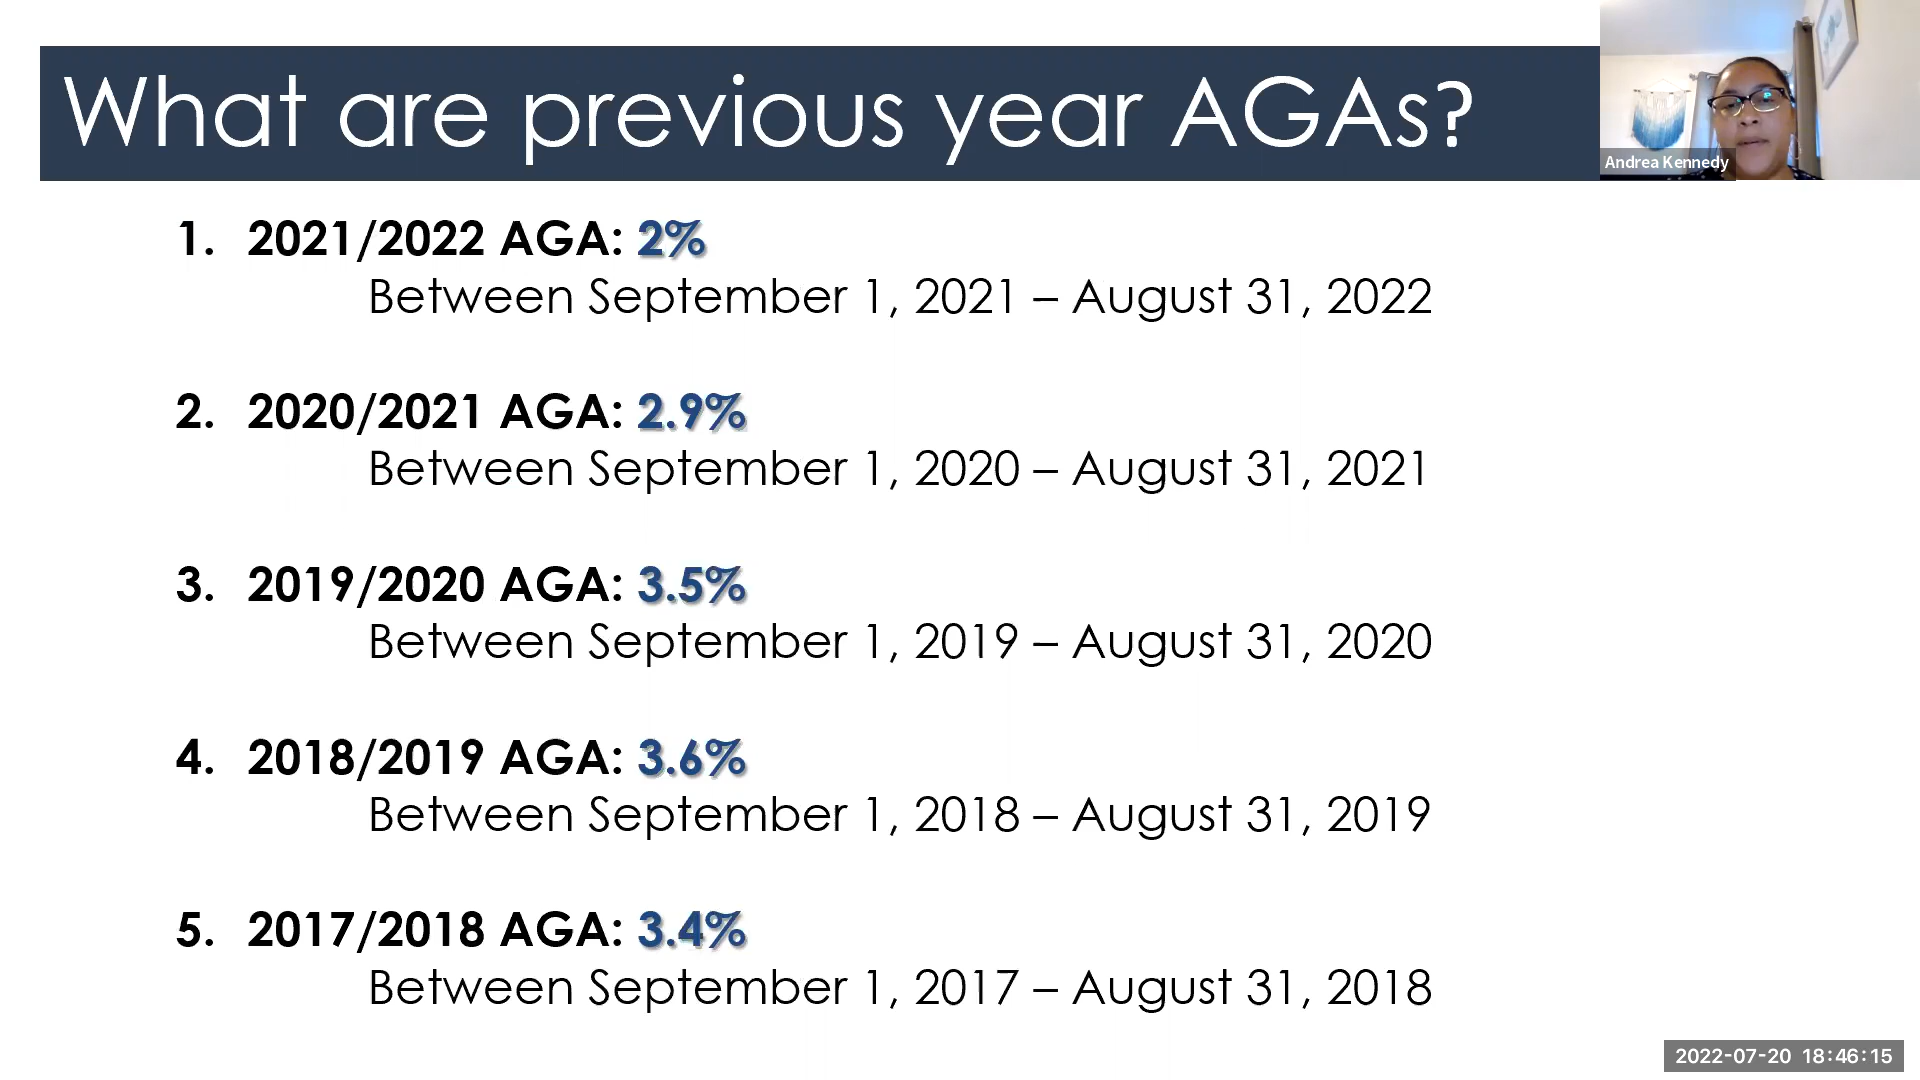 What are previous year AGAs?
Andrea Kennedy
1. 2021/2022 AGA: 2%
Between September 1, 2021 – August 31, 2022
2. 2020/2021 AGA: 2.9%
Between September 1, 2020 – August 31, 2021
3. 2019/2020 AGA: 3.5%
Between September 1, 2019 – August 31, 2020
4. 2018/2019 AGA: 3.6%
Between September 1, 2018 – August 31, 2019
5. 2017/2018 AGA: 3.4%
Between September 1, 2017 – August 31, 2018
2022-07-20 18:46:15